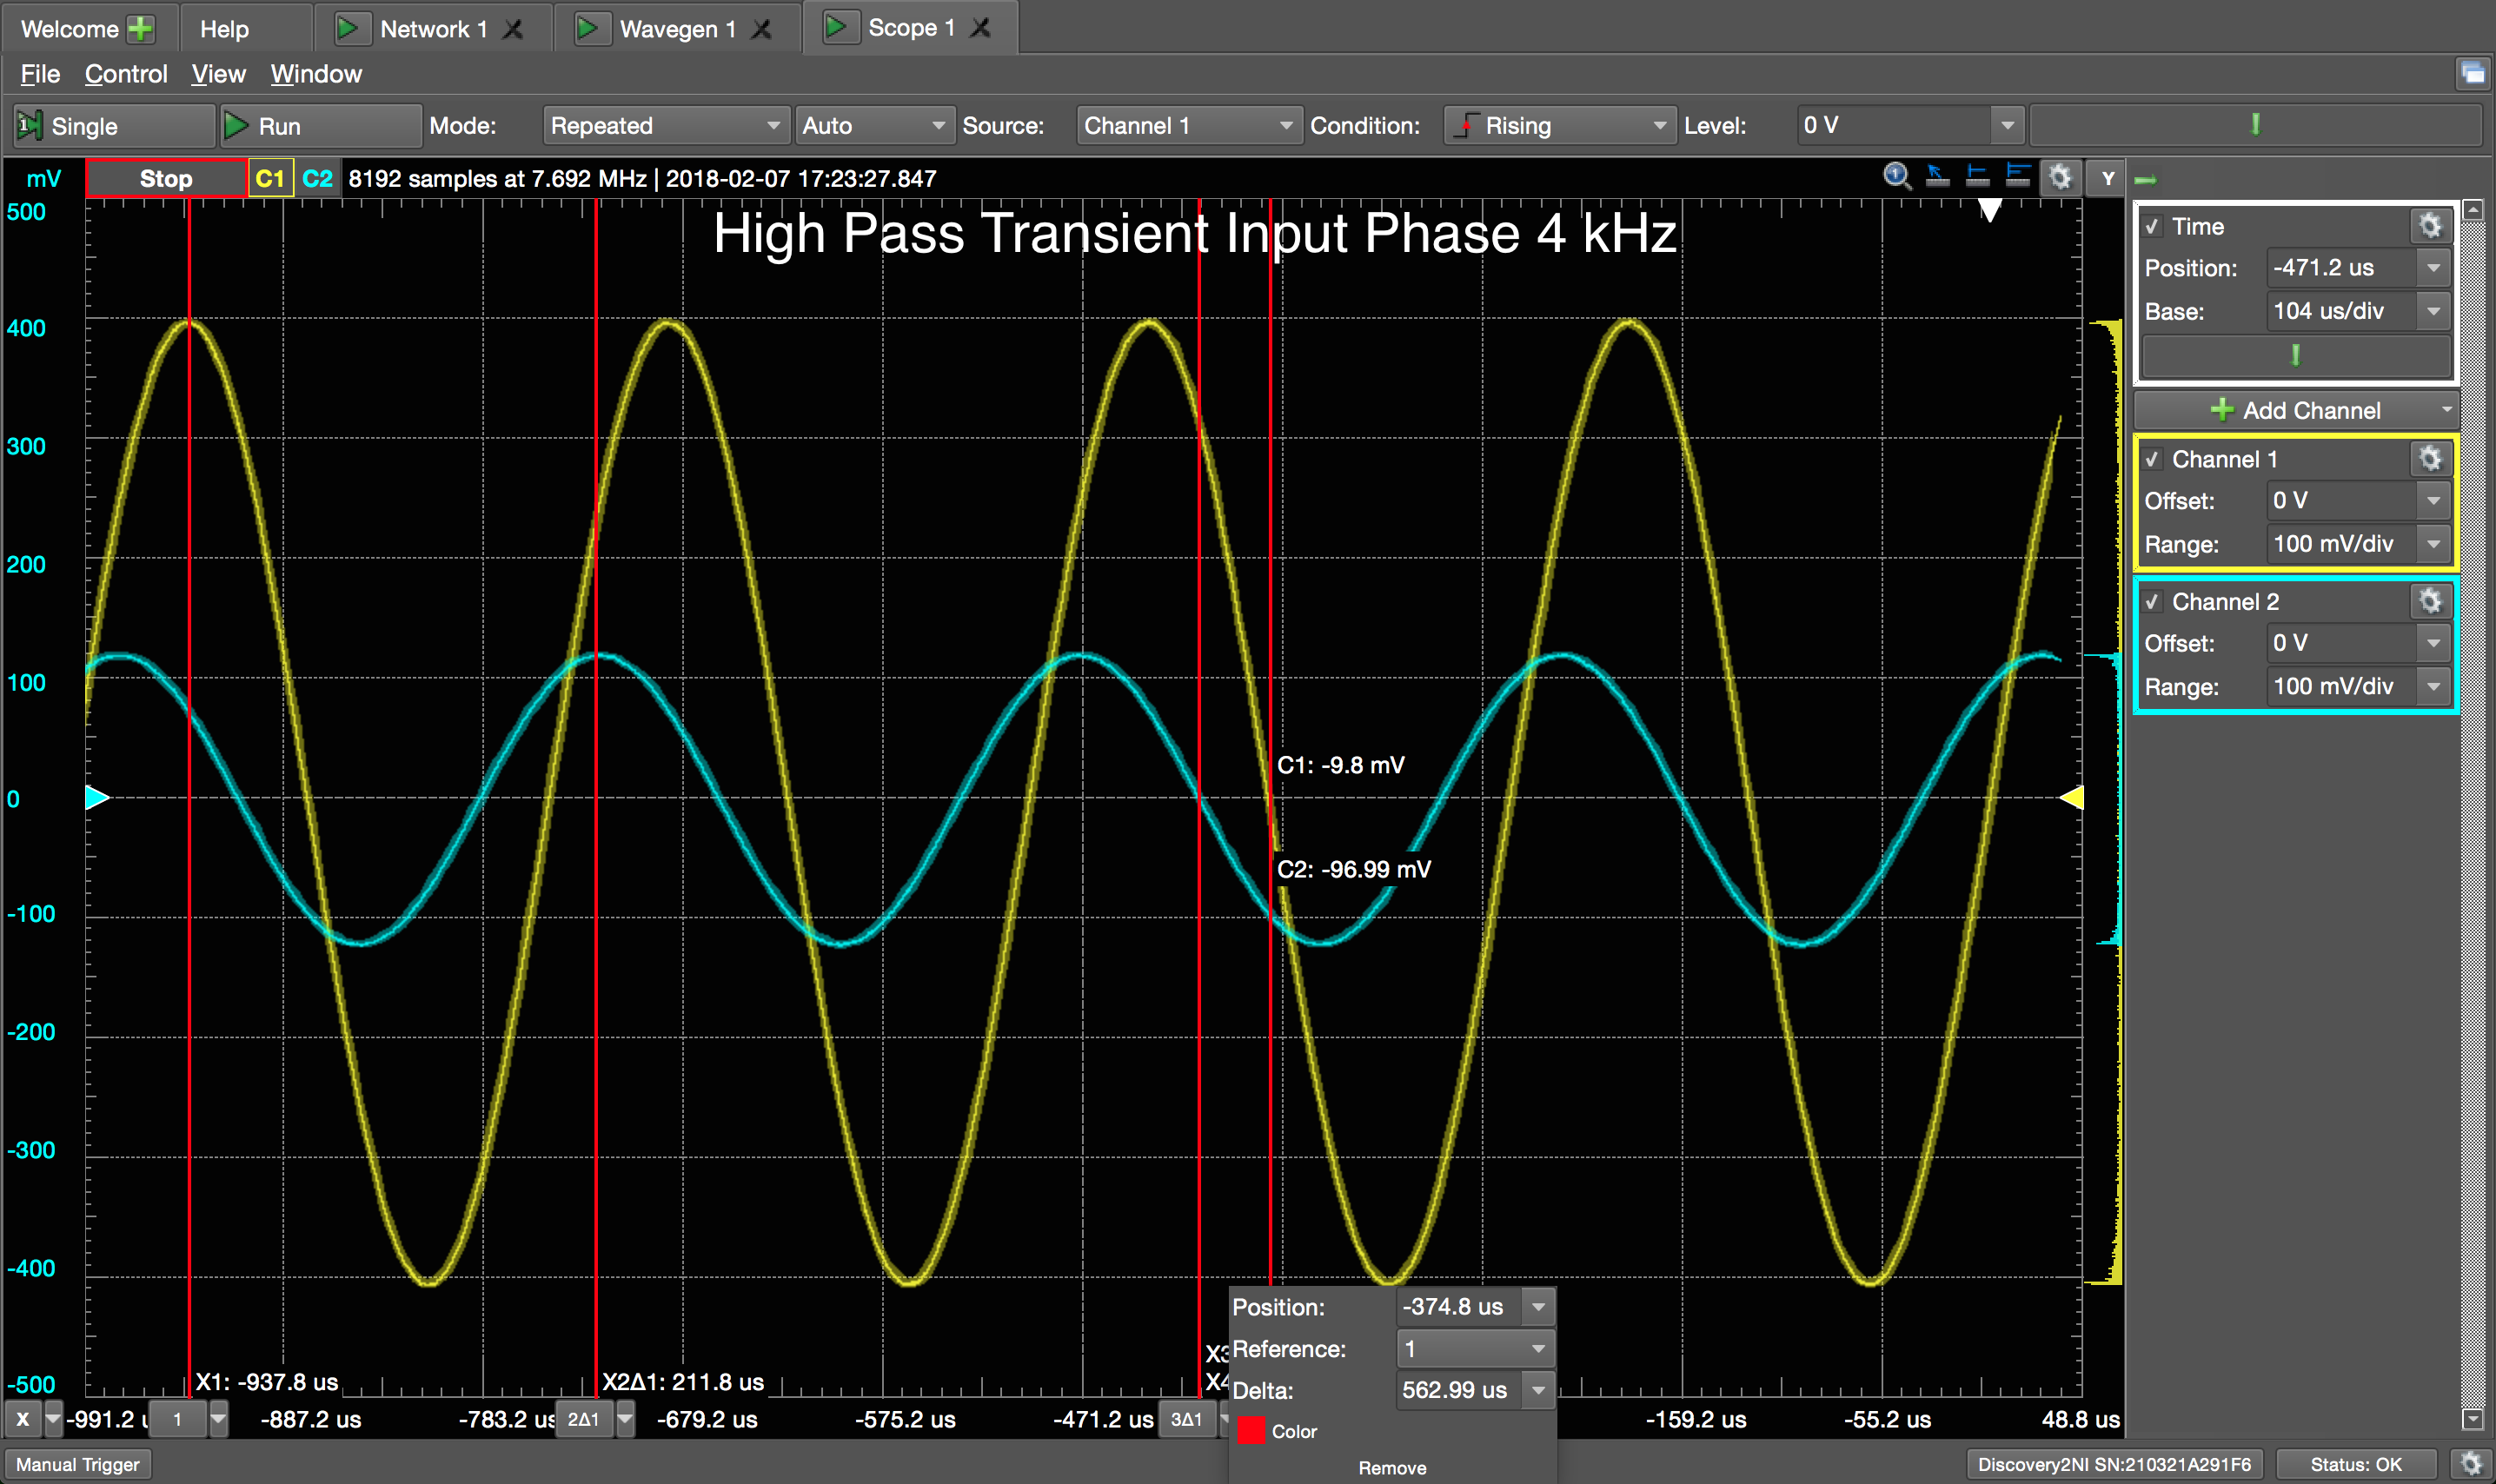 Welcome Help Network 1 Wavegen 1 Scope 1
File Control View Window
1 Single Run Mode: Repeated Auto Source: Channel 1 Condition: Rising Level: 0 V
mV Stop C1 C2 8192 samples at 7.692 MHz | 2018-02-07 17:23:27.847 Y
High Pass Transient Input Phase 4 kHz
500
400
300
200
100
0
-100
-200
-300
-400
-500
C1: -9.8 mV
C2: -96.99 mV
X1: -937.8 us X2Δ1: 211.8 us
X3
X4
Position: -374.8 us
Reference: 1
Delta: 562.99 us
Color
Remove
X -991.2 u 1 -887.2 us -783.2 us 2Δ1 -679.2 us -575.2 us -471.2 us 3Δ1 -159.2 us -55.2 us 48.8 us
Time
Position: -471.2 us
Base: 104 us/div
Add Channel
Channel 1
Offset: 0 V
Range: 100 mV/div
Channel 2
Offset: 0 V
Range: 100 mV/div
Manual Trigger Discovery2NI SN:210321A291F6 Status: OK